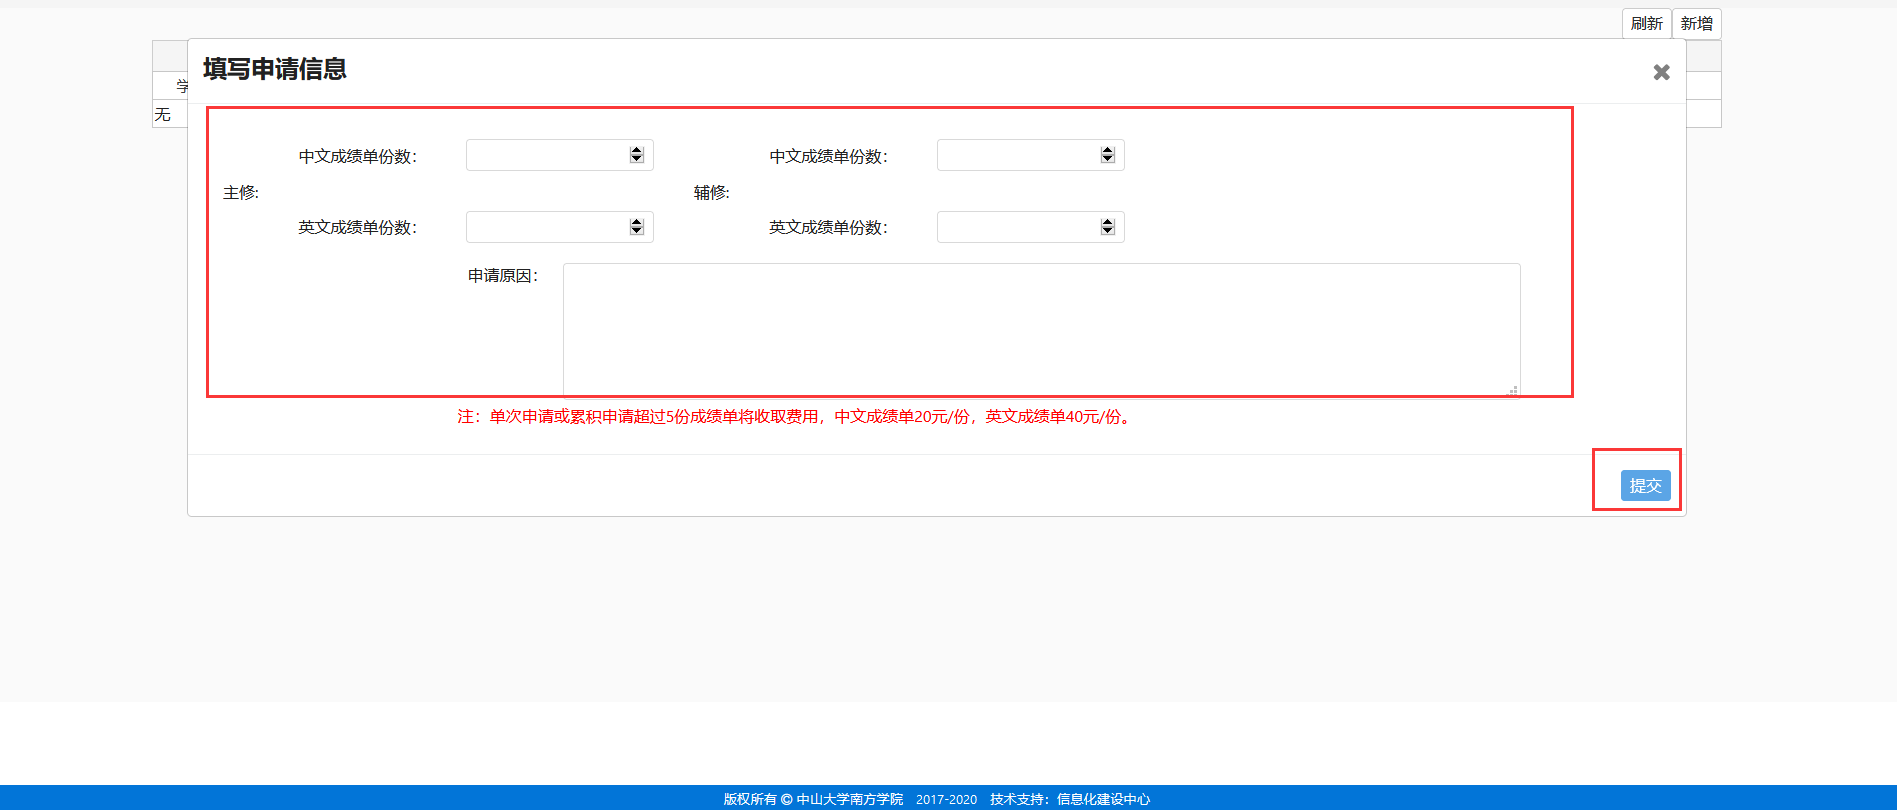 刷新 新增
填写申请信息
学
无
中文成绩单份数： 中文成绩单份数：
主修: 辅修:
英文成绩单份数： 英文成绩单份数：
申请原因：
注：单次申请或累积申请超过5份成绩单将收取费用，中文成绩单20元/份，英文成绩单40元/份。
提交
版权所有 © 中山大学南方学院 2017-2020 技术支持：信息化建设中心